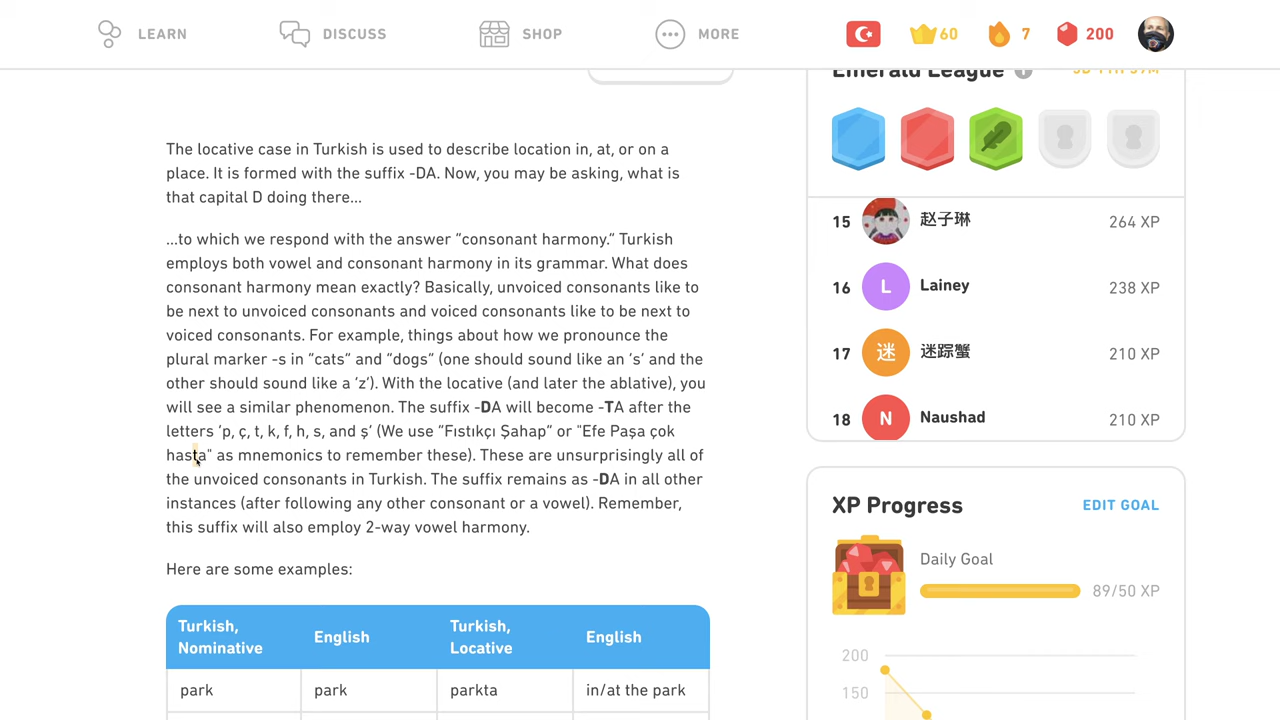 LEARN
DISCUSS
SHOP
MORE
60
7
200
The locative case in Turkish is used to describe location in, at, or on a
place. It is formed with the suffix -DA. Now, you may be asking, what is
that capital D doing there…
…to which we respond with the answer “consonant harmony.” Turkish
employs both vowel and consonant harmony in its grammar. What does
consonant harmony mean exactly? Basically, unvoiced consonants like to
be next to unvoiced consonants and voiced consonants like to be next to
voiced consonants. For example, things about how we pronounce the
plural marker -s in “cats” and “dogs” (one should sound like an ‘s’ and the
other should sound like a ‘z’). With the locative (and later the ablative), you
will see a similar phenomenon. The suffix -DA will become -TA after the
letters ‘p, ç, t, k, f, h, s, and ş’ (We use “Fıstıkçı Şahap” or "Efe Paşa çok
hasta" as mnemonics to remember these). These are unsurprisingly all of
the unvoiced consonants in Turkish. The suffix remains as -DA in all other
instances (after following any other consonant or a vowel). Remember,
this suffix will also employ 2-way vowel harmony.
Here are some examples:
Turkish, Nominative
English
Turkish, Locative
English
park
park
parkta
in/at the park
Emerald League
15 赵子琳 264 XP
16 L Lainey 238 XP
17 迷 迷踪蟹 210 XP
18 N Naushad 210 XP
XP Progress
EDIT GOAL
Daily Goal
89/50 XP
200
150